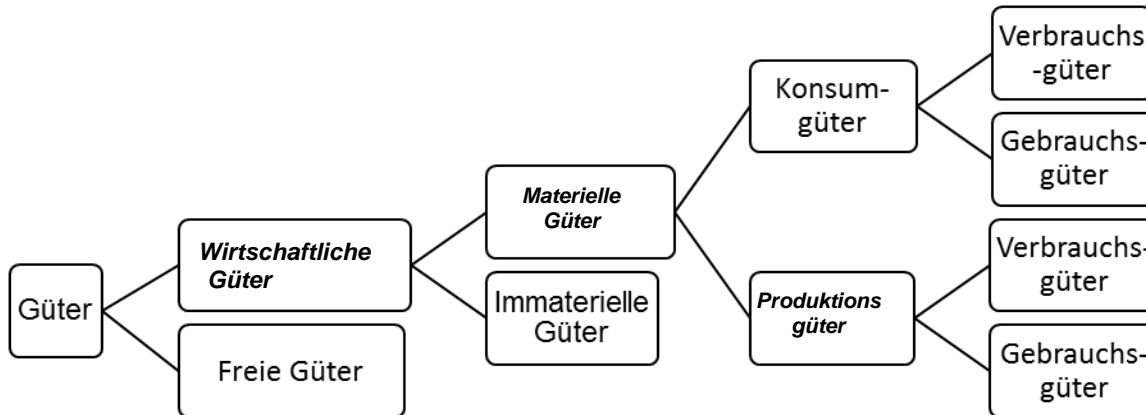 Güter
Wirtschaftliche
Güter
Freie Güter
Materielle
Güter
Immaterielle
Güter
Konsum-
güter
Produktions
güter
Verbrauchs
-güter
Gebrauchs-
güter
Verbrauchs-
güter
Gebrauchs-
güter